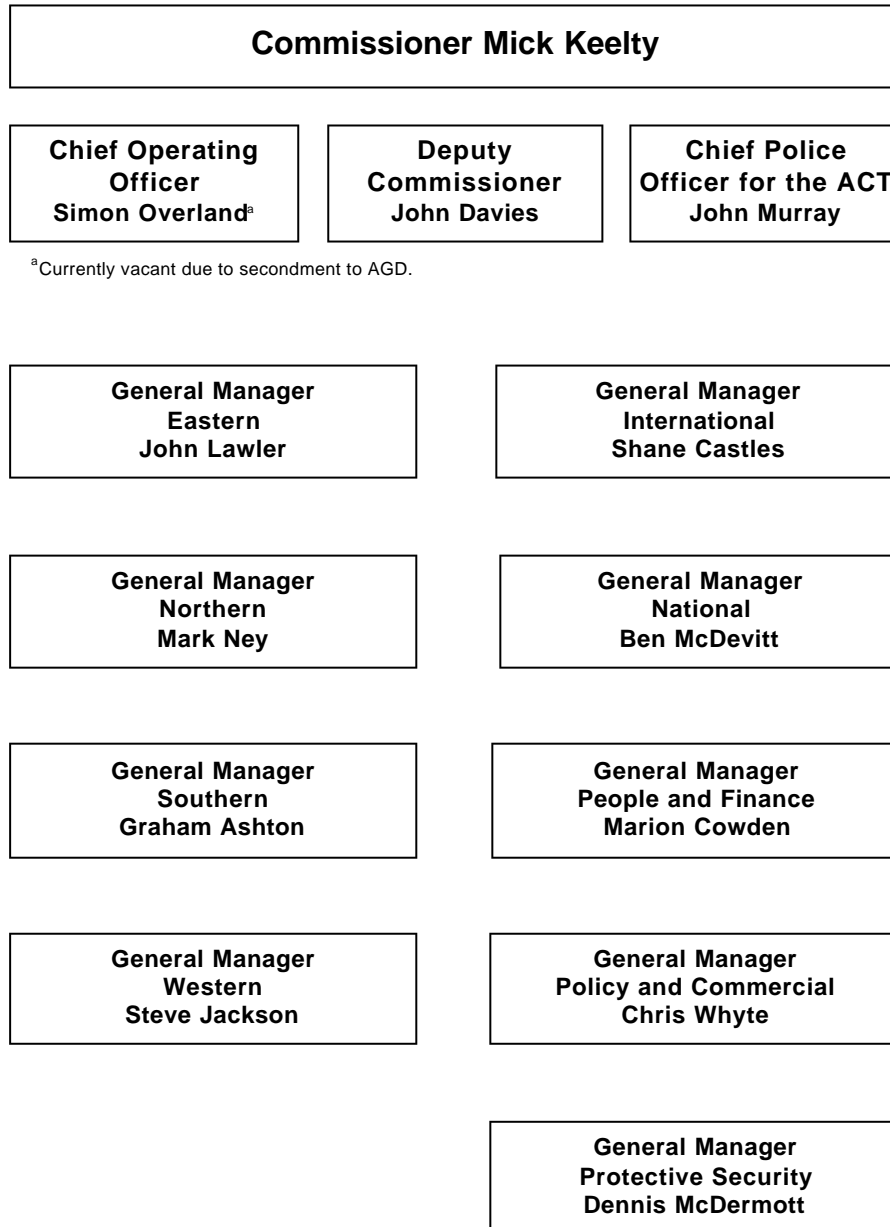 Commissioner Mick Keelty
Chief Operating
Officer
Simon Overlandᵃ
Deputy
Commissioner
John Davies
Chief Police
Officer for the ACT
John Murray
ᵃCurrently vacant due to secondment to AGD.
General Manager
Eastern
John Lawler
General Manager
International
Shane Castles
General Manager
Northern
Mark Ney
General Manager
National
Ben McDevitt
General Manager
Southern
Graham Ashton
General Manager
People and Finance
Marion Cowden
General Manager
Western
Steve Jackson
General Manager
Policy and Commercial
Chris Whyte
General Manager
Protective Security
Dennis McDermott